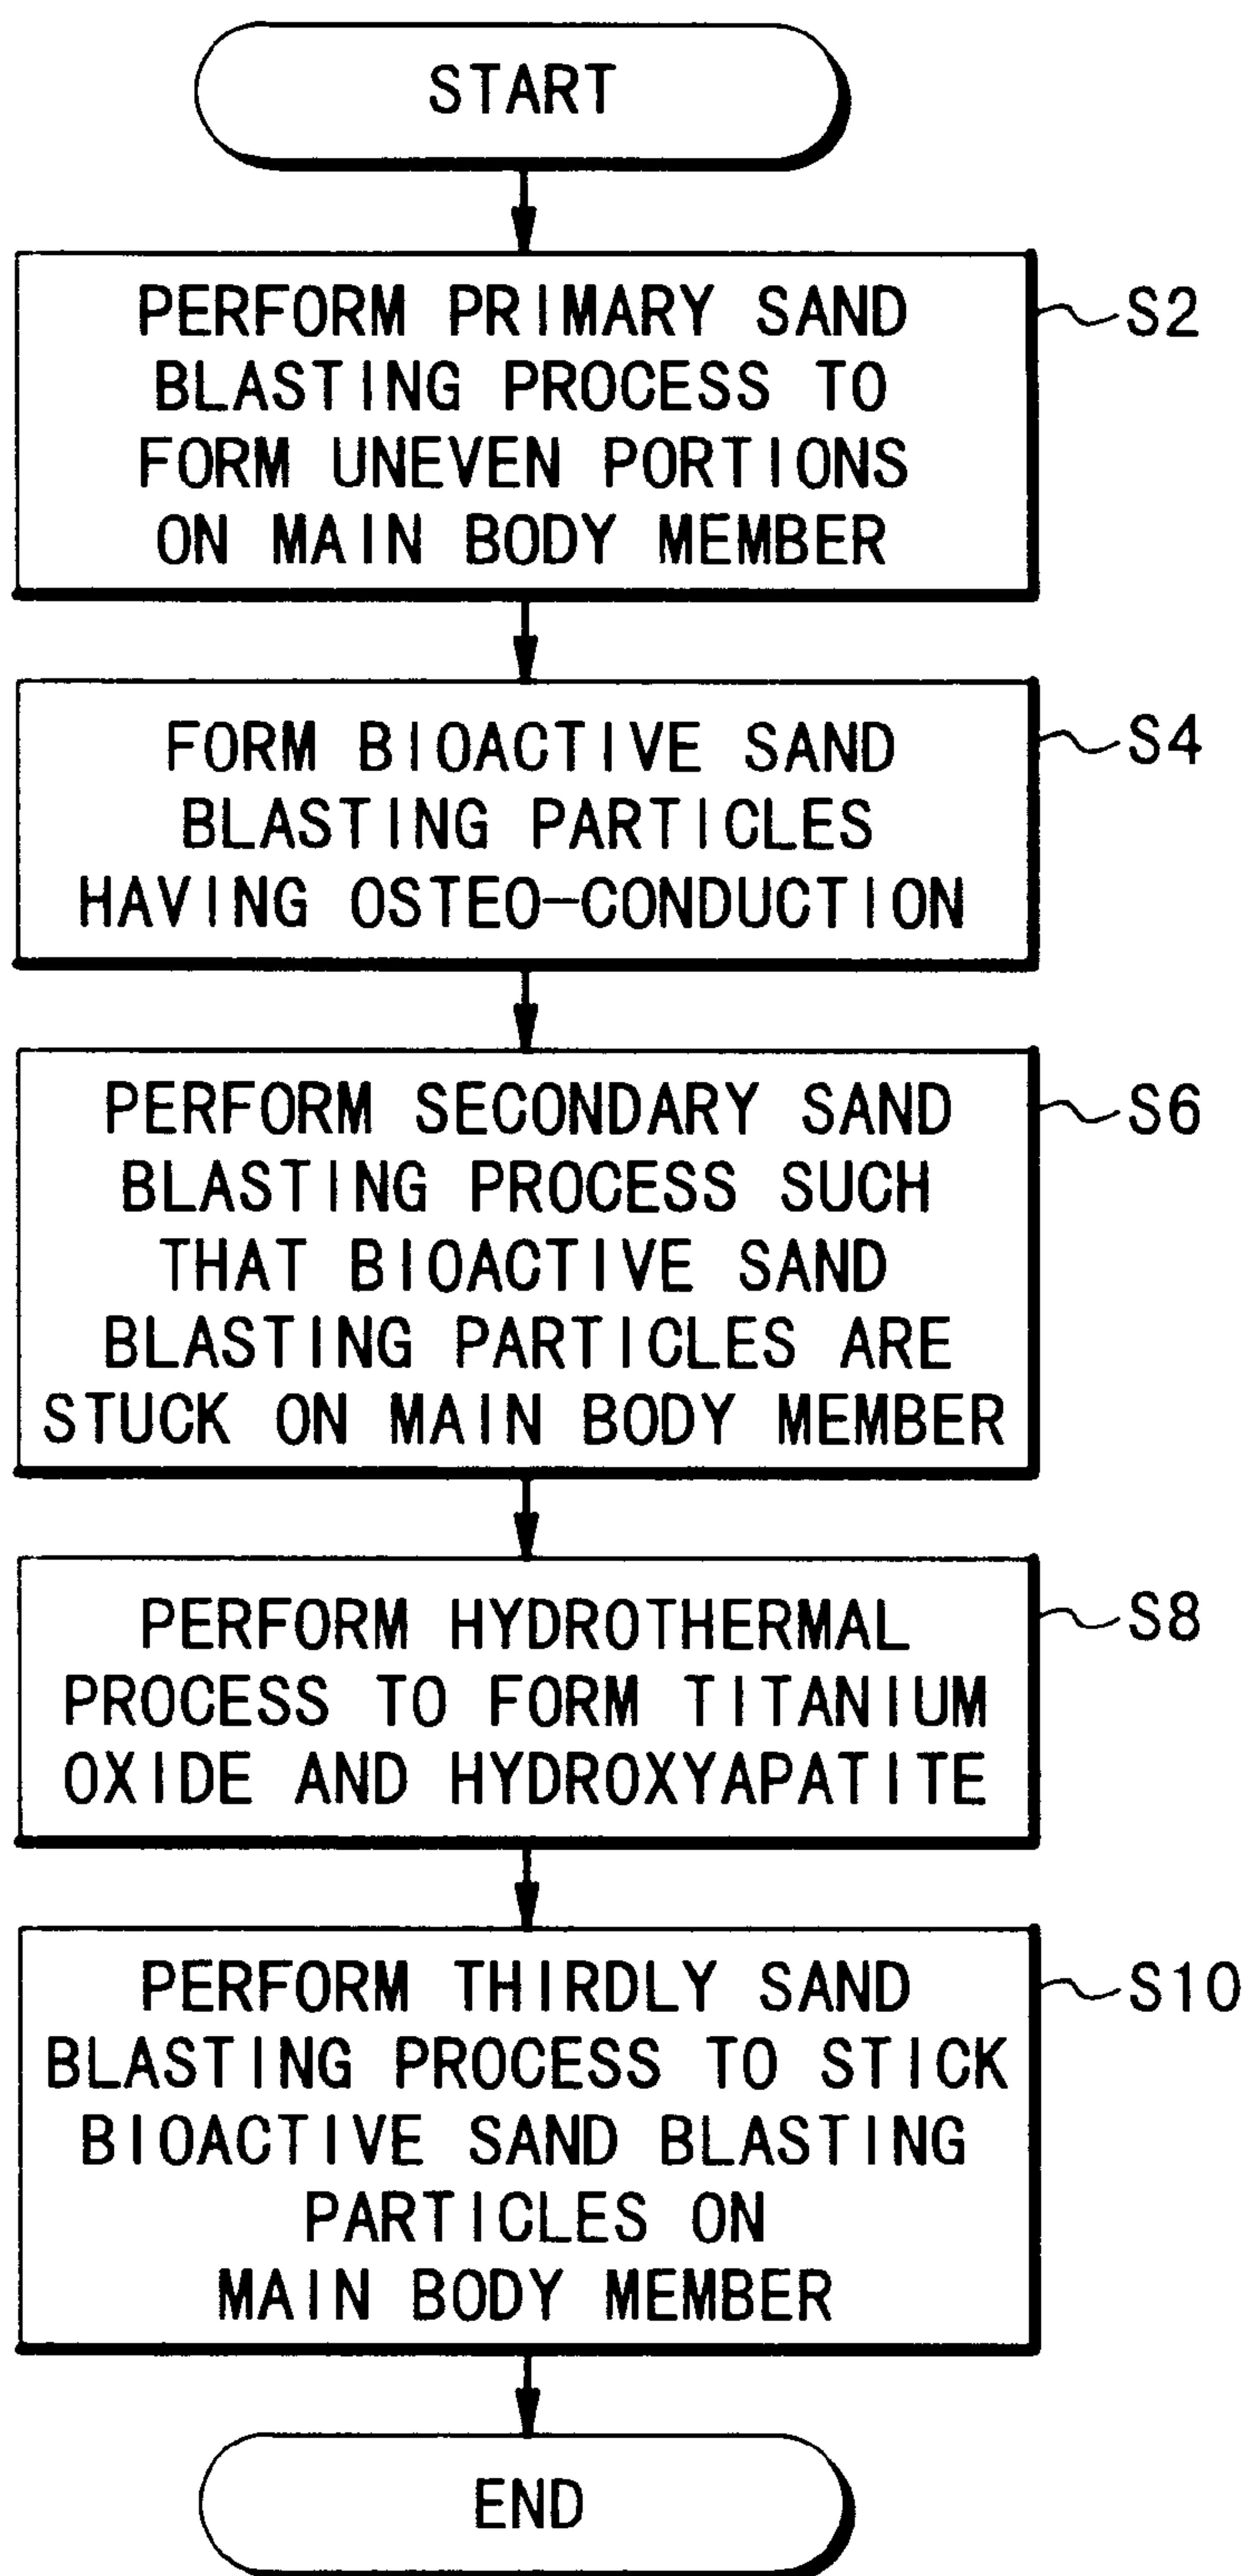 START
PERFORM PRIMARY SAND
BLASTING PROCESS TO
FORM UNEVEN PORTIONS
ON MAIN BODY MEMBER
S2
FORM BIOACTIVE SAND
BLASTING PARTICLES
HAVING OSTEO-CONDUCTION
S4
PERFORM SECONDARY SAND
BLASTING PROCESS SUCH
THAT BIOACTIVE SAND
BLASTING PARTICLES ARE
STUCK ON MAIN BODY MEMBER
S6
PERFORM HYDROTHERMAL
PROCESS TO FORM TITANIUM
OXIDE AND HYDROXYAPATITE
S8
PERFORM THIRDLY SAND
BLASTING PROCESS TO STICK
BIOACTIVE SAND BLASTING
PARTICLES ON
MAIN BODY MEMBER
S10
END